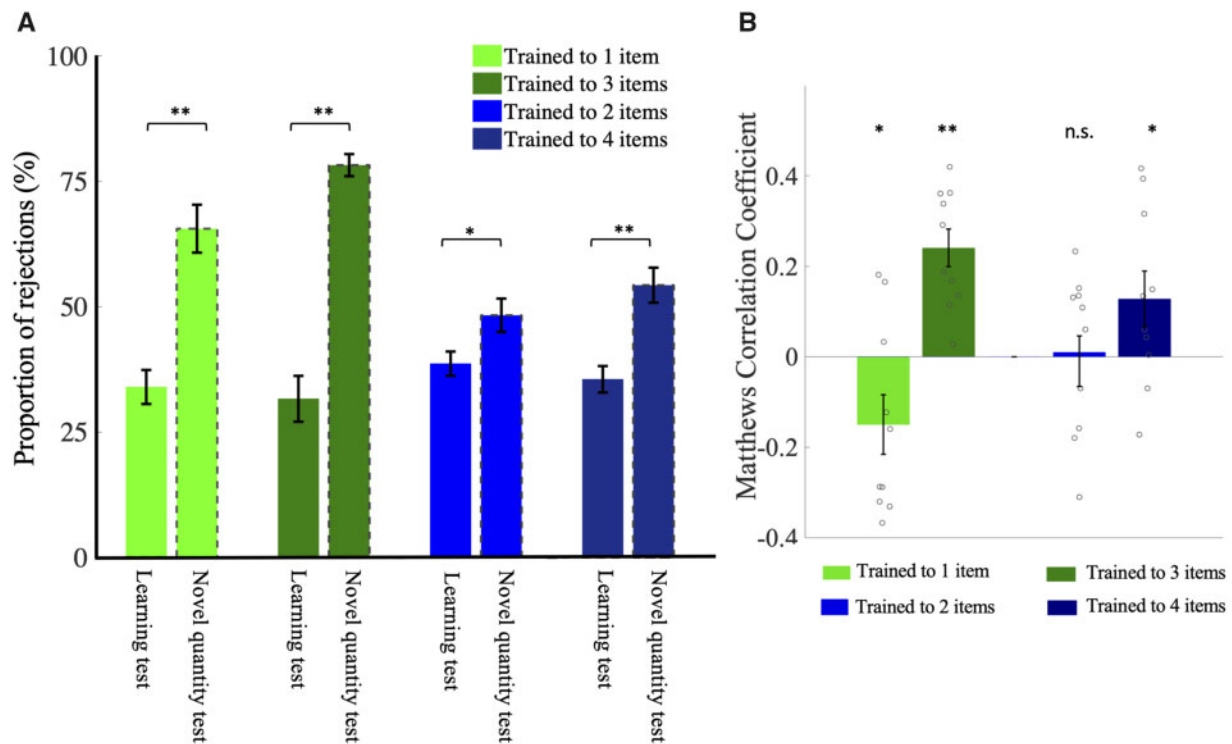 A
Proportion of rejections (%)
100
75
50
25
0
Trained to 1 item
Trained to 3 items
Trained to 2 items
Trained to 4 items
**
**
*
**
Learning test
Novel quantity test
Learning test
Novel quantity test
Learning test
Novel quantity test
Learning test
Novel quantity test
B
Matthews Correlation Coefficient
0.4
0.2
0
-0.2
-0.4
*
**
n.s.
*
Trained to 1 item
Trained to 3 items
Trained to 2 items
Trained to 4 items